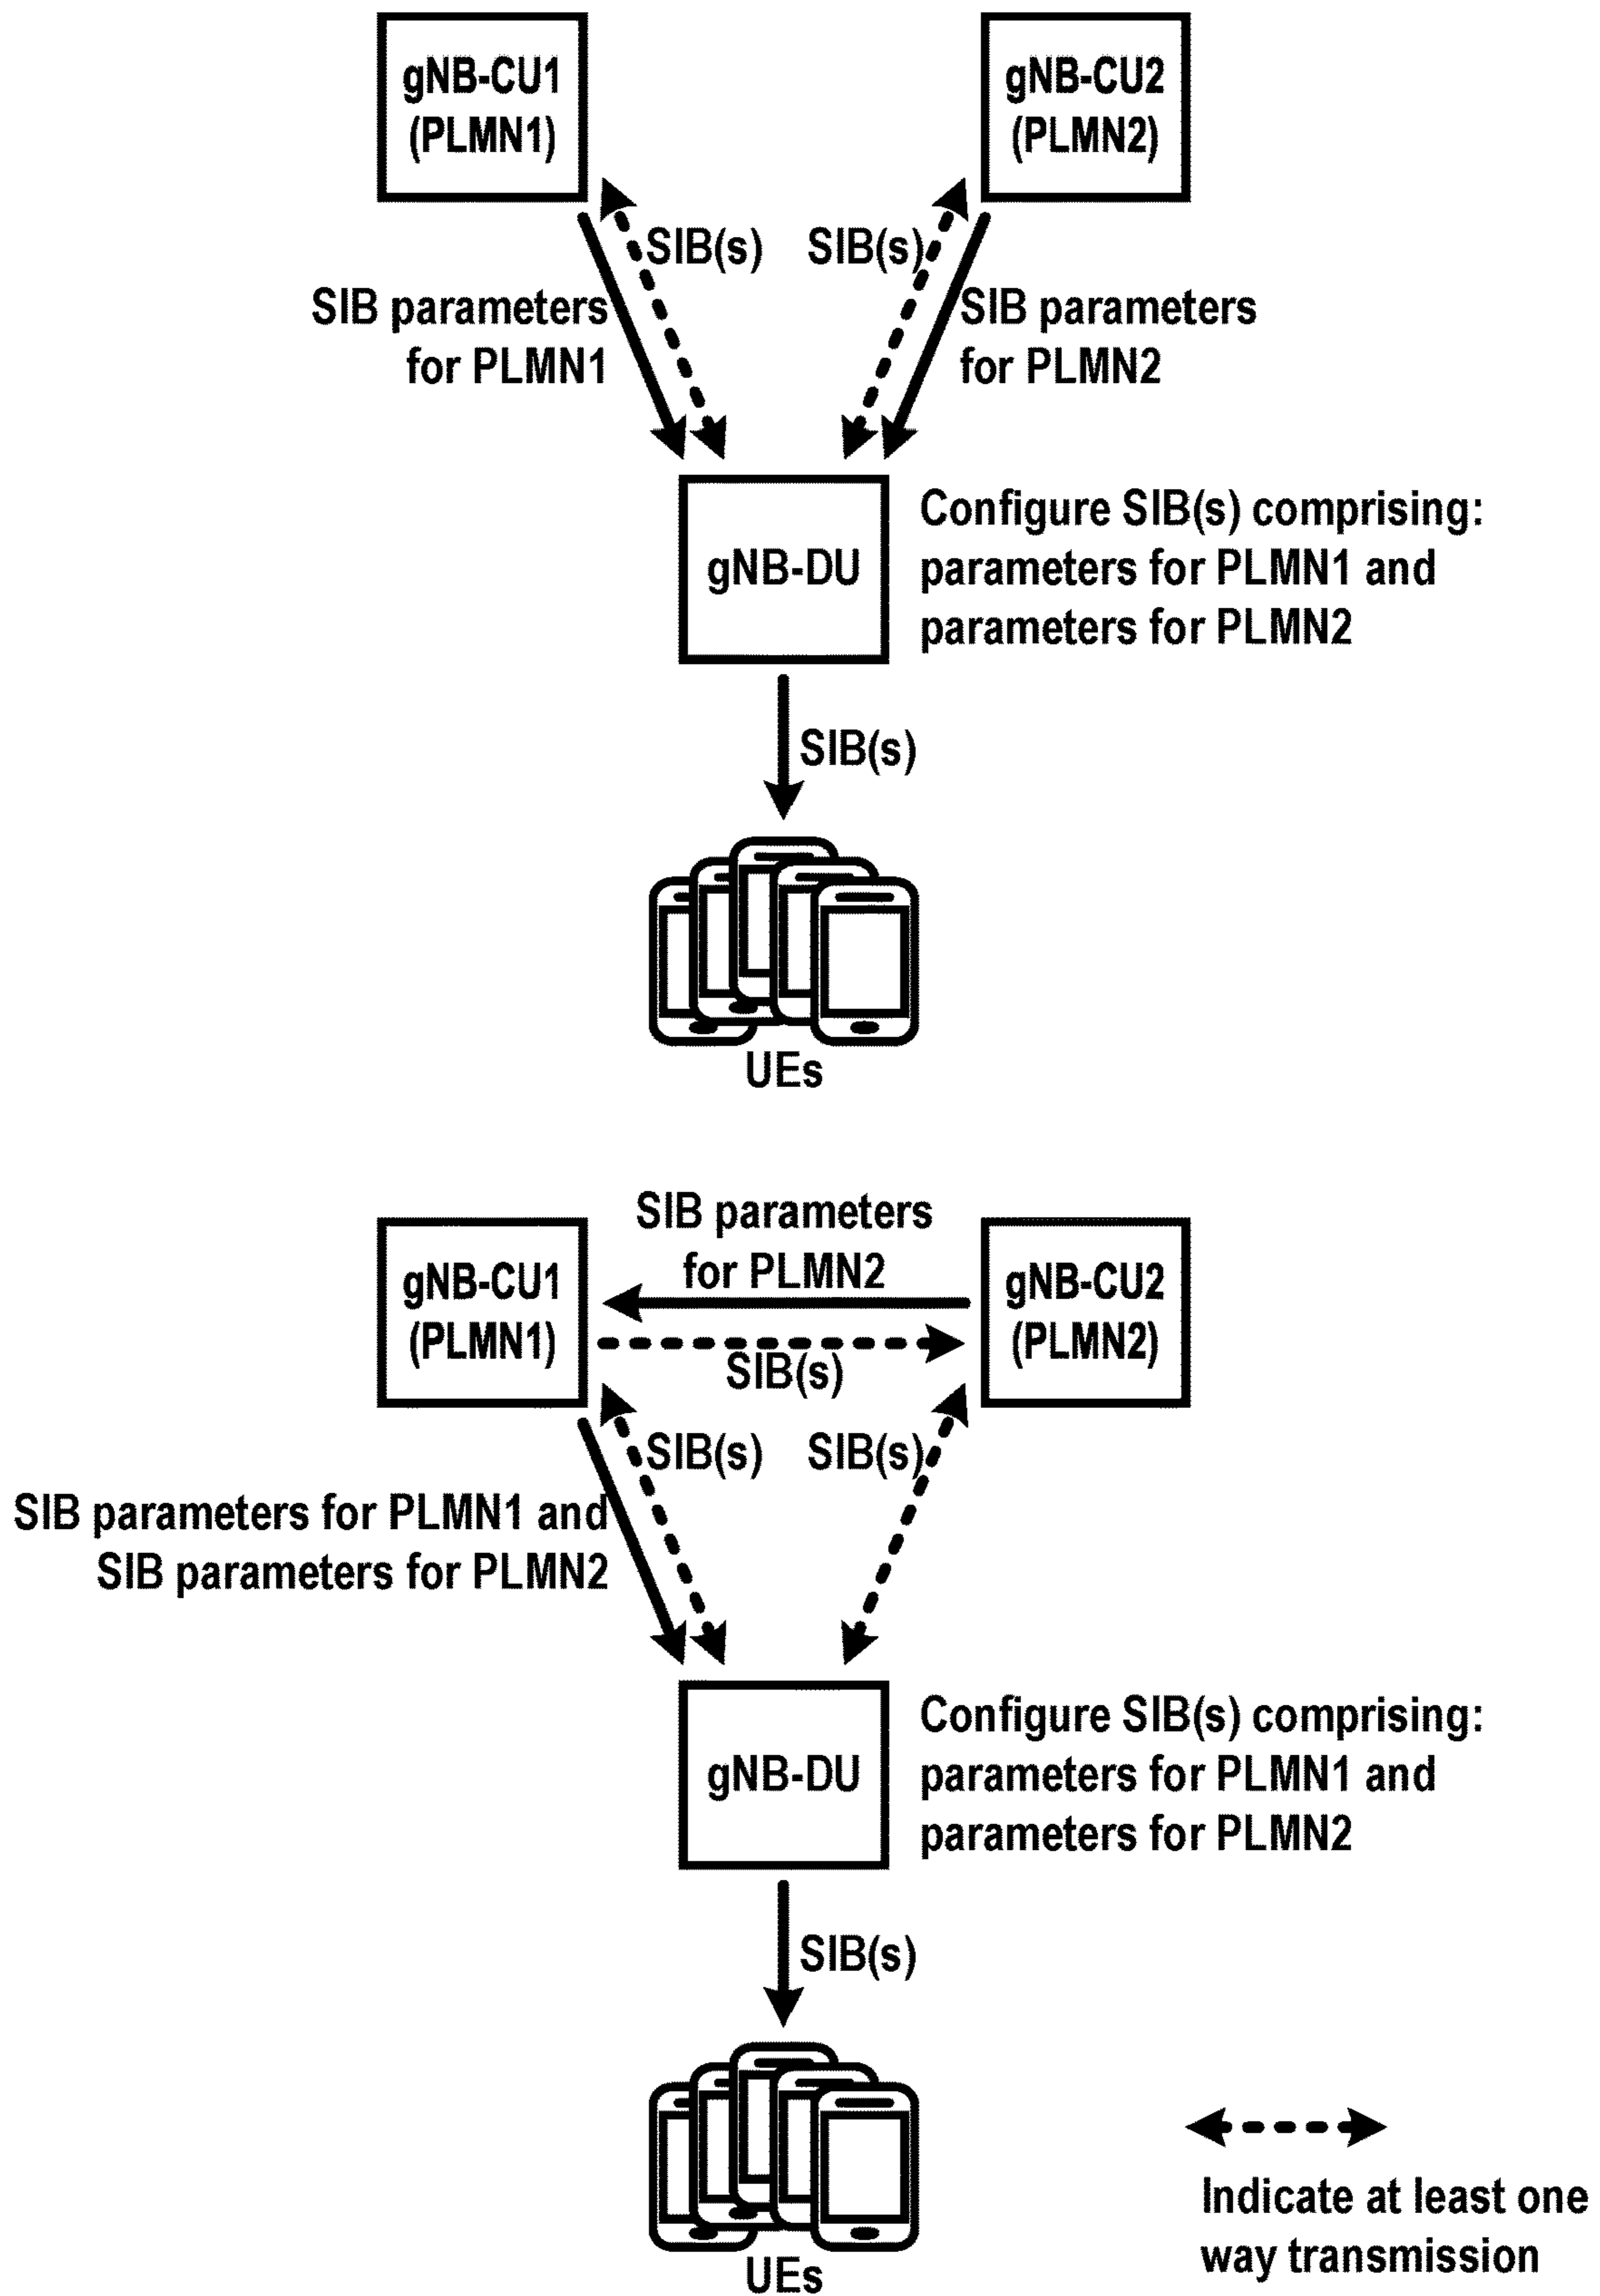 gNB-CU1
(PLMN1)
gNB-CU2
(PLMN2)
SIB(s)
SIB(s)
SIB parameters
for PLMN1
SIB parameters
for PLMN2
gNB-DU
Configure SIB(s) comprising:
parameters for PLMN1 and
parameters for PLMN2
SIB(s)
UEs
SIB parameters
for PLMN2
gNB-CU1
(PLMN1)
gNB-CU2
(PLMN2)
SIB(s)
SIB(s)
SIB(s)
SIB parameters for PLMN1 and
SIB parameters for PLMN2
gNB-DU
Configure SIB(s) comprising:
parameters for PLMN1 and
parameters for PLMN2
SIB(s)
UEs
Indicate at least one
way transmission